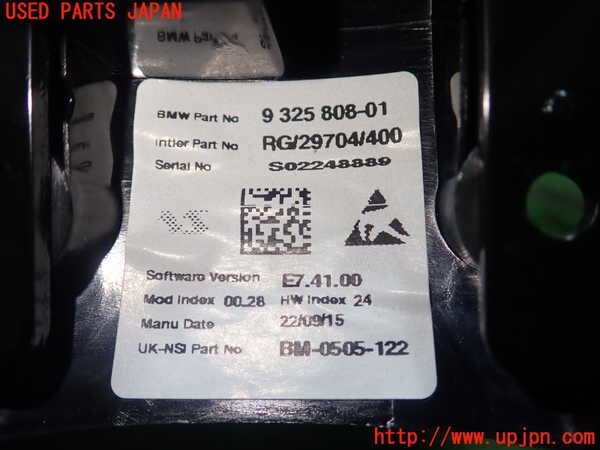 USED PARTS JAPAN
BMW Part No 9 325 808-01
Intier Part No RG/29704/400
Serial No S02248889
Software Version E7.41.00
Mod Index 00.28 HW Index 24
Manu Date 22/09/15
UK-NSI Part No BM-0505-122
http://www.upjpn.com/